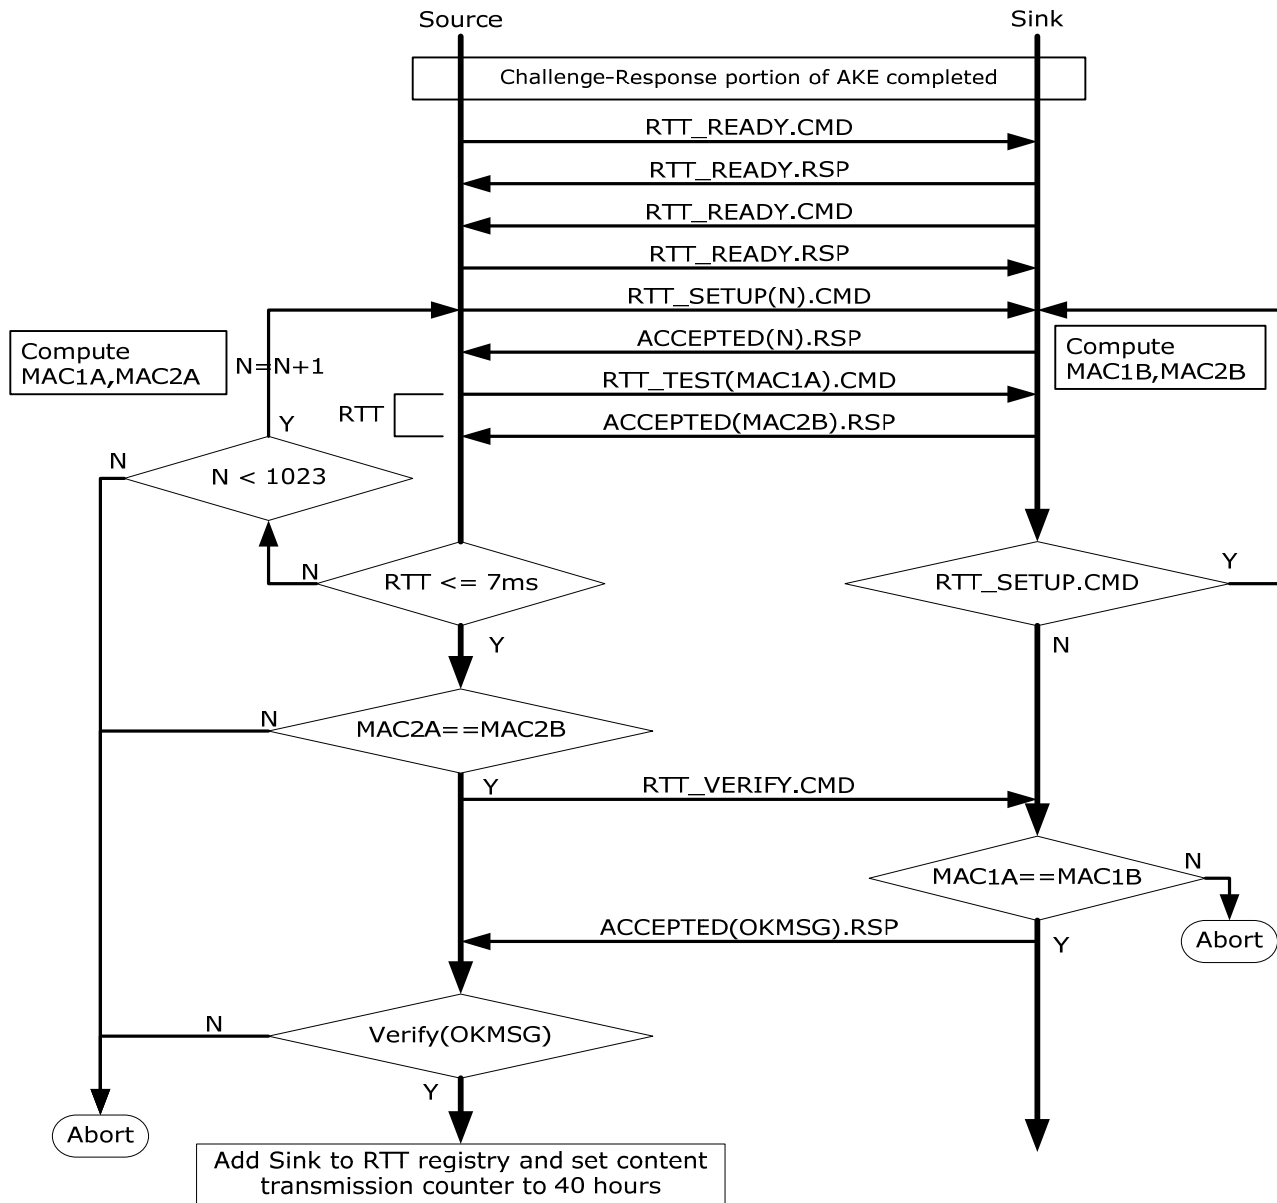 Source
Sink
Challenge-Response portion of AKE completed
RTT_READY.CMD
RTT_READY.RSP
RTT_READY.CMD
RTT_READY.RSP
RTT_SETUP(N).CMD
Compute
MAC1A,MAC2A
N=N+1
ACCEPTED(N).RSP
Compute
MAC1B,MAC2B
RTT_TEST(MAC1A).CMD
RTT
ACCEPTED(MAC2B).RSP
Y
N
N < 1023
N
RTT <= 7ms
Y
RTT_SETUP.CMD
Y
N
N
MAC2A==MAC2B
Y
RTT_VERIFY.CMD
MAC1A==MAC1B
N
Abort
ACCEPTED(OKMSG).RSP
Y
N
Verify(OKMSG)
Y
Abort
Add Sink to RTT registry and set content
transmission counter to 40 hours